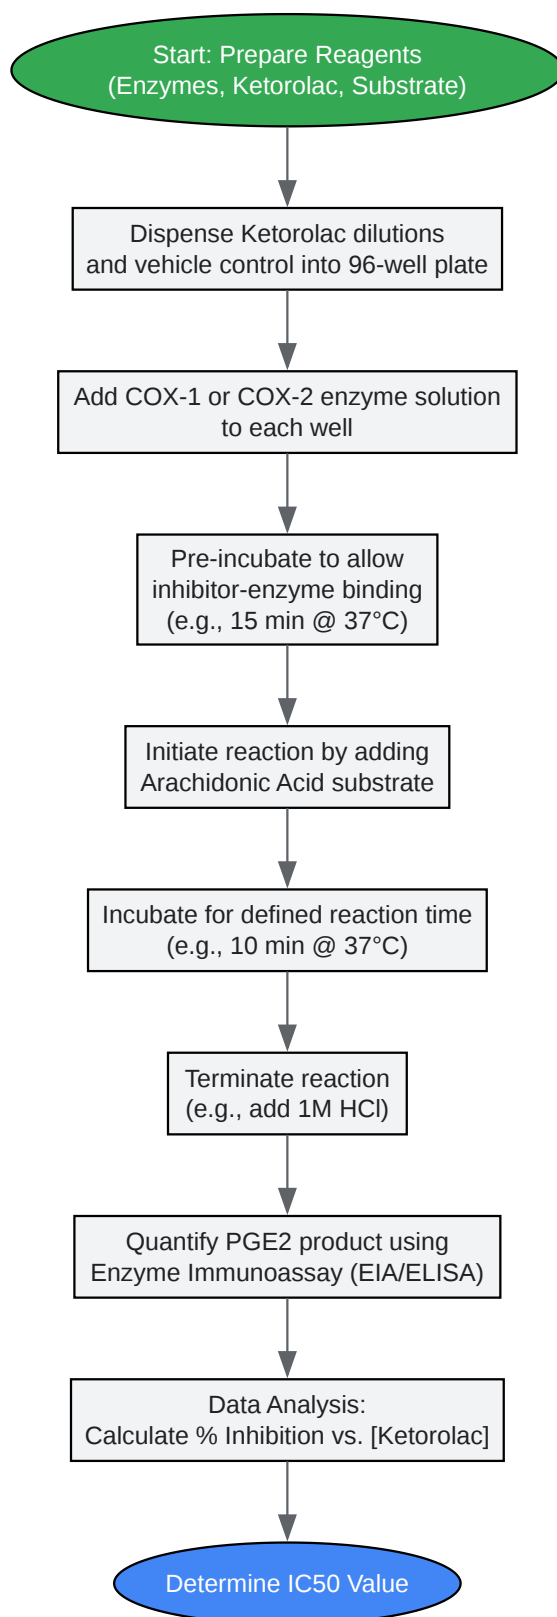 Start: Prepare Reagents
(Enzymes, Ketorolac, Substrate)
Dispense Ketorolac dilutions
and vehicle control into 96-well plate
Add COX-1 or COX-2 enzyme solution
to each well
Pre-incubate to allow
inhibitor-enzyme binding
(e.g., 15 min @ 37°C)
Initiate reaction by adding
Arachidonic Acid substrate
Incubate for defined reaction time
(e.g., 10 min @ 37°C)
Terminate reaction
(e.g., add 1M HCl)
Quantify PGE2 product using
Enzyme Immunoassay (EIA/ELISA)
Data Analysis:
Calculate % Inhibition vs. [Ketorolac]
Determine IC50 Value